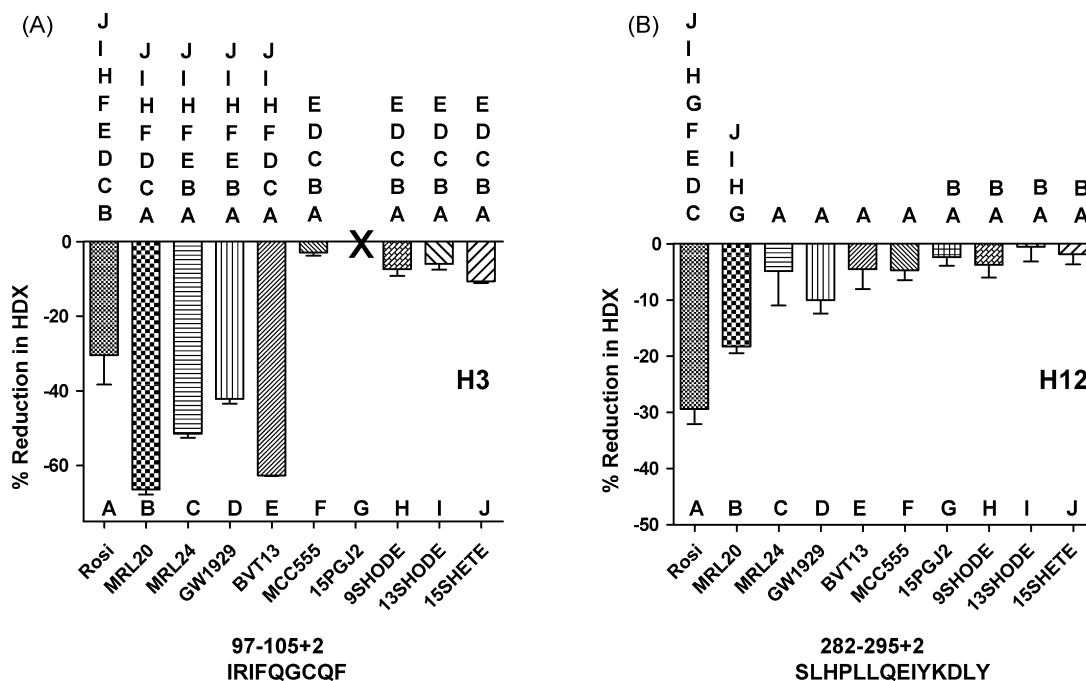 (A)
J I H F E D C B
J I H F D C A
J I H F E B A
J I H F E B A
J I H F D C A
E D C B A
E D C B A
E D C B A
E D C B A
% Reduction in HDX
0
-20
-40
-60
X
H3
A B C D E F G H I J
Rosi
MRL20
MRL24
GW1929
BVT13
MCC555
15PGJ2
9SHODE
13SHODE
15SHETE
97-105+2
IRIFQGCQF
(B)
J I H G F E D C
J I H G
A
A
A
A
B A
B A
B A
B A
% Reduction in HDX
0
-10
-20
-30
-40
-50
H12
A B C D E F G H I J
Rosi
MRL20
MRL24
GW1929
BVT13
MCC555
15PGJ2
9SHODE
13SHODE
15SHETE
282-295+2
SLHPLLQEIYKDLY